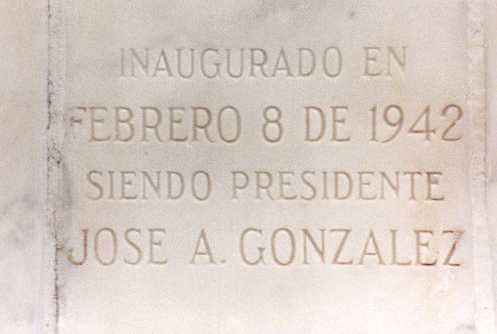 INAUGURADO EN
FEBRERO 8 DE 1942
SIENDO PRESIDENTE
JOSE A. GONZALEZ